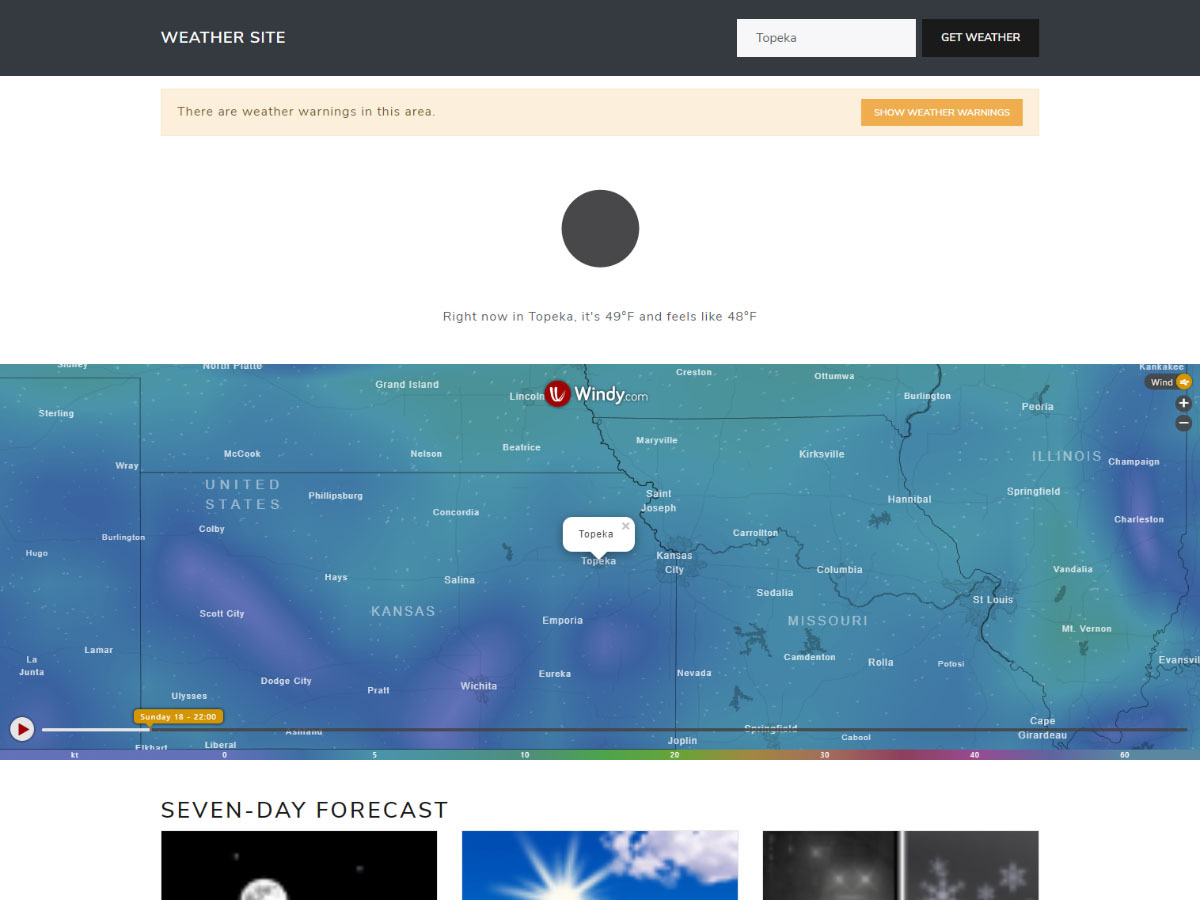 WEATHER SITE
Topeka
GET WEATHER
There are weather warnings in this area.
SHOW WEATHER WARNINGS
Right now in Topeka, it's 49°F and feels like 48°F
Sidney
North Platte
Kankakee
Creston
Ottumwa
Wind
Grand Island
Lincoln
Windy.com
Burlington
+
Sterling
Peoria
−
Maryville
Beatrice
McCook
Nelson
Kirksville
ILLINOIS
Champaign
Wray
UNITED
STATES
Phillipsburg
Saint
Joseph
Hannibal
Springfield
Concordia
Charleston
Colby
Burlington
Topeka
Carrollton
Hugo
Topeka
Kansas
City
Columbia
Vandalia
Hays
Salina
Sedalia
St Louis
Scott City
KANSAS
Emporia
MISSOURI
Mt. Vernon
Lamar
La
Junta
Camdenton
Rolla
Potosi
Evansvil
Dodge City
Pratt
Wichita
Eureka
Nevada
Ulysses
Sunday 18 - 22:00
Cape
Girardeau
Ashland
Springfield
Cabool
Elkhart
Liberal
Joplin
kt 0 5 10 20 30 40 60
SEVEN-DAY FORECAST